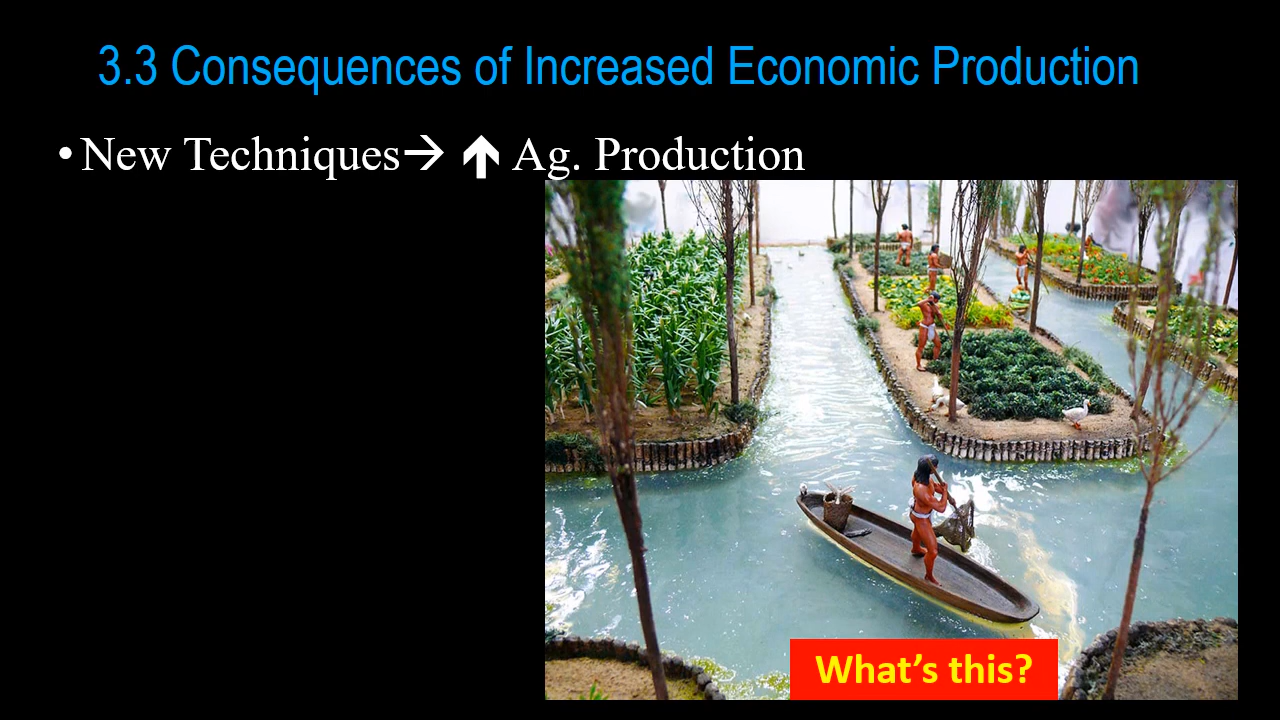 3.3 Consequences of Increased Economic Production
• New Techniques→ ↑ Ag. Production
What's this?